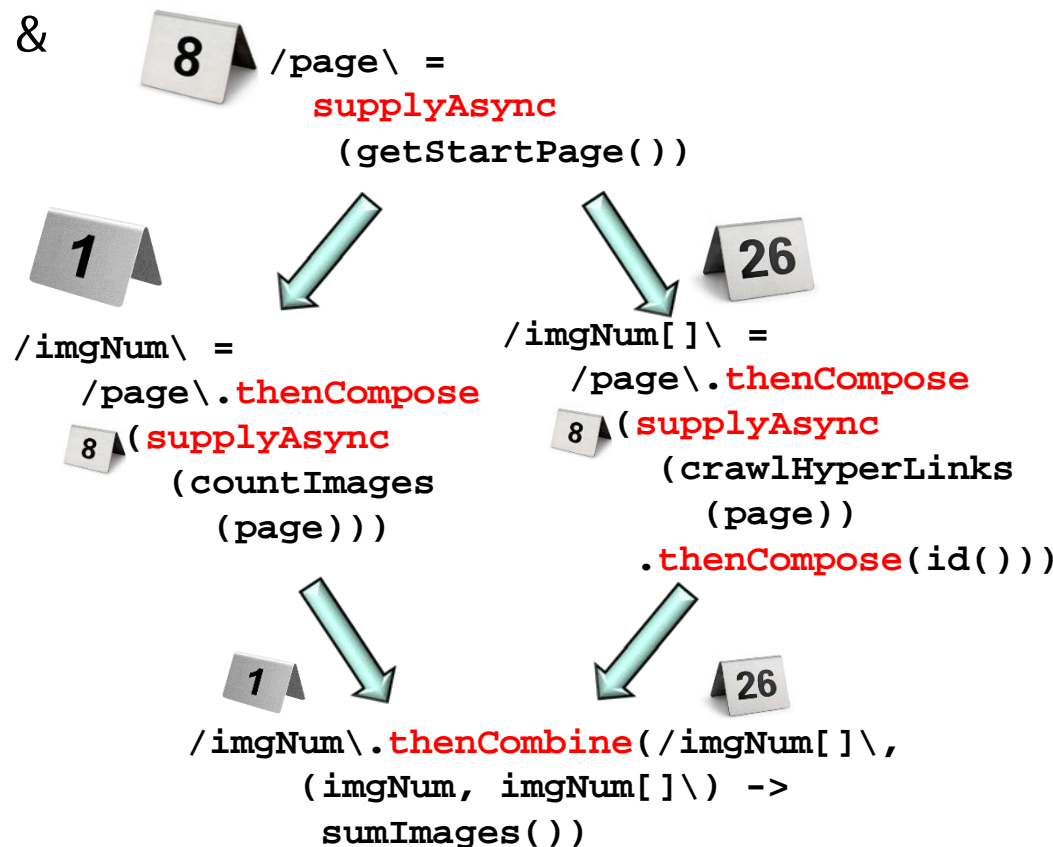 &
8
/page\ =
supplyAsync
(getStartPage())
1
26
/imgNum\ =
/page\.thenCompose
8
(supplyAsync
(countImages
(page)))
/imgNum[]\ =
/page\.thenCompose
8
(supplyAsync
(crawlHyperLinks
(page))
.thenCompose(id()))
1
26
/imgNum\.thenCombine(/imgNum[]\,
(imgNum, imgNum[]\) ->
sumImages())